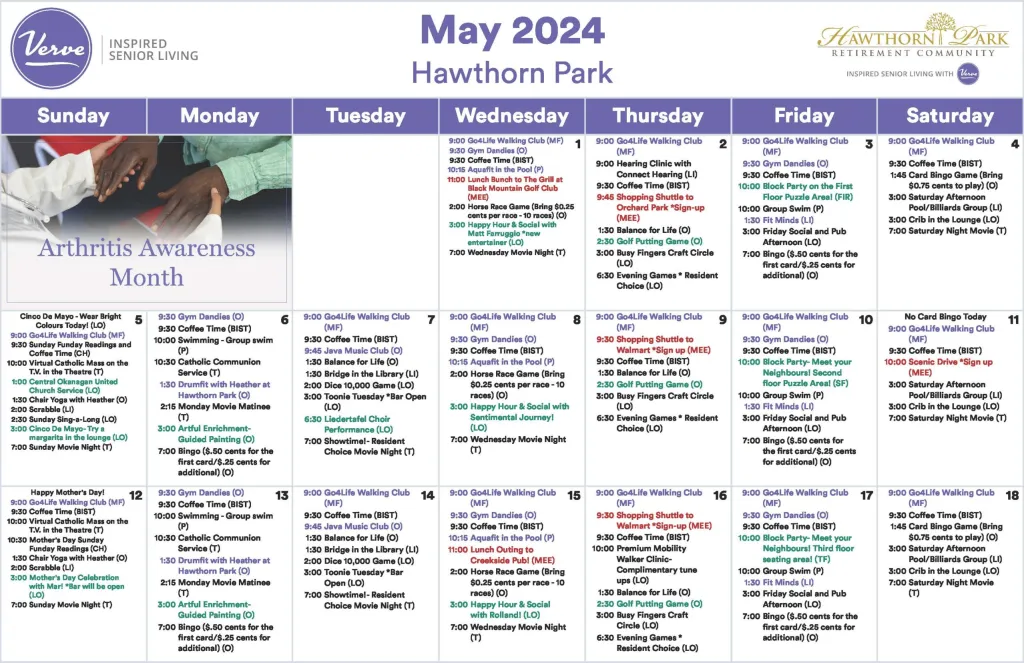 Verve
INSPIRED
SENIOR LIVING
May 2024
Hawthorn Park
HAWTHORN PARK
RETIREMENT COMMUNITY
INSPIRED SENIOR LIVING WITH Verve
Sunday
Monday
Tuesday
Wednesday
Thursday
Friday
Saturday
Arthritis Awareness
Month
1
9:00 Go4Life Walking Club (MF)
9:30 Gym Dandies (O)
9:30 Coffee Time (BIST)
10:15 Aquafit in the Pool (P)
11:00 Lunch Bunch to The Grill at
Black Mountain Golf Club
(MEE)
2:00 Horse Race Game (Bring $0.25
cents per race - 10 races) (O)
3:00 Happy Hour & Social with
Matt Farruggio *new
entertainer (LO)
7:00 Wednesday Movie Night (T)
2
9:00 Go4Life Walking Club
(MF)
9:00 Hearing Clinic with
Connect Hearing (LI)
9:30 Coffee Time (BIST)
9:45 Shopping Shuttle to
Orchard Park *Sign-up
(MEE)
1:30 Balance for Life (O)
2:30 Golf Putting Game (O)
3:00 Busy Fingers Craft Circle
(LO)
6:30 Evening Games * Resident
Choice (LO)
3
9:00 Go4Life Walking Club
(MF)
9:30 Gym Dandies (O)
9:30 Coffee Time (BIST)
10:00 Block Party on the First
Floor Puzzle Area! (FIR)
10:00 Group Swim (P)
1:30 Fit Minds (LI)
3:00 Friday Social and Pub
Afternoon (LO)
7:00 Bingo ($.50 cents for the
first card/$.25 cents for
additional) (O)
4
9:00 Go4Life Walking Club
(MF)
9:30 Coffee Time (BIST)
1:45 Card Bingo Game (Bring
$0.75 cents to play) (O)
3:00 Saturday Afternoon
Pool/Billiards Group (LI)
3:00 Crib in the Lounge (LO)
7:00 Saturday Movie Night (T)
5
Cinco De Mayo - Wear Bright
Colours Today! (LO)
9:00 Go4Life Walking Club (MF)
9:30 Sunday Funday Readings and
Coffee Time (CH)
10:00 Virtual Catholic Mass on the
T.V. in the Theatre (T)
1:00 Central Okanagan United
Church Service (LO)
1:30 Chair Yoga with Heather (O)
2:00 Scrabble (LI)
2:30 Sunday Sing-a-Long (LO)
3:00 Cinco De Mayo- Try a
margarita in the lounge (LO)
7:00 Sunday Movie Night (T)
6
9:30 Gym Dandies (O)
9:30 Coffee Time (BIST)
10:00 Swimming - Group swim
(P)
10:30 Catholic Communion
Service (T)
1:30 Drumfit with Heather at
Hawthorn Park (O)
2:15 Monday Movie Matinee
(T)
3:00 Artful Enrichment-
Guided Painting (O)
7:00 Bingo ($.50 cents for the
first card/$.25 cents for
additional) (O)
7
9:00 Go4Life Walking Club
(MF)
9:30 Coffee Time (BIST)
9:45 Java Music Club (O)
1:30 Balance for Life (O)
1:30 Bridge in the Library (LI)
2:00 Dice 10,000 Game (LO)
3:00 Toonie Tuesday *Bar Open
(LO)
6:30 Liedertafel Choir
Performance (LO)
7:00 Showtime!- Resident
Choice Movie Night (T)
8
9:00 Go4Life Walking Club
(MF)
9:30 Gym Dandies (O)
9:30 Coffee Time (BIST)
10:15 Aquafit in the Pool (P)
2:00 Horse Race Game (Bring
$0.25 cents per race - 10
races) (O)
3:00 Happy Hour & Social with
Sentimental Journey!
(LO)
7:00 Wednesday Movie Night
(T)
9
9:00 Go4Life Walking Club
(MF)
9:30 Shopping Shuttle to
Walmart *Sign up (MEE)
9:30 Coffee Time (BIST)
1:30 Balance for Life (O)
2:30 Golf Putting Game (O)
3:00 Busy Fingers Craft Circle
(LO)
6:30 Evening Games * Resident
Choice (LO)
10
9:00 Go4Life Walking Club
(MF)
9:30 Gym Dandies (O)
9:30 Coffee Time (BIST)
10:00 Block Party- Meet your
Neighbours! Second
floor Puzzle Area! (SF)
10:00 Group Swim (P)
1:30 Fit Minds (LI)
3:00 Friday Social and Pub
Afternoon (LO)
7:00 Bingo ($.50 cents for the
first card/$.25 cents for
additional) (O)
11
No Card Bingo Today
9:00 Go4Life Walking Club
(MF)
9:30 Coffee Time (BIST)
10:00 Scenic Drive *Sign up
(MEE)
3:00 Saturday Afternoon
Pool/Billiards Group (LI)
3:00 Crib in the Lounge (LO)
7:00 Saturday Movie Night (T)
12
Happy Mother's Day!
9:00 Go4Life Walking Club (MF)
9:30 Coffee Time (BIST)
10:00 Virtual Catholic Mass on the
T.V. in the Theatre (T)
10:30 Mother's Day Sunday
Funday Readings (CH)
1:30 Chair Yoga with Heather (O)
2:00 Scrabble (LI)
3:00 Mother's Day Celebration
with Mar! *Bar will be open
(LO)
7:00 Sunday Movie Night (T)
13
9:30 Gym Dandies (O)
9:30 Coffee Time (BIST)
10:00 Swimming - Group swim
(P)
10:30 Catholic Communion
Service (T)
1:30 Drumfit with Heather at
Hawthorn Park (O)
2:15 Monday Movie Matinee
(T)
3:00 Artful Enrichment-
Guided Painting (O)
7:00 Bingo ($.50 cents for the
first card/$.25 cents for
additional) (O)
14
9:00 Go4Life Walking Club
(MF)
9:30 Coffee Time (BIST)
9:45 Java Music Club (O)
1:30 Balance for Life (O)
1:30 Bridge in the Library (LI)
2:00 Dice 10,000 Game (LO)
3:00 Toonie Tuesday *Bar
Open (LO)
7:00 Showtime!- Resident
Choice Movie Night (T)
15
9:00 Go4Life Walking Club
(MF)
9:30 Gym Dandies (O)
9:30 Coffee Time (BIST)
10:15 Aquafit in the Pool (P)
11:00 Lunch Outing to
Creekside Pub! (MEE)
2:00 Horse Race Game (Bring
$0.25 cents per race - 10
races) (O)
3:00 Happy Hour & Social
with Rolland! (LO)
7:00 Wednesday Movie Night
(T)
16
9:00 Go4Life Walking Club
(MF)
9:30 Shopping Shuttle to
Walmart *Sign-up (MEE)
9:30 Coffee Time (BIST)
10:00 Premium Mobility
Walker Clinic-
Complimentary tune
ups (LO)
1:30 Balance for Life (O)
2:30 Golf Putting Game (O)
3:00 Busy Fingers Craft
Circle (LO)
6:30 Evening Games *
Resident Choice (LO)
17
9:00 Go4Life Walking Club
(MF)
9:30 Gym Dandies (O)
9:30 Coffee Time (BIST)
10:00 Block Party- Meet your
Neighbours! Third floor
seating area! (TF)
10:00 Group Swim (P)
1:30 Fit Minds (LI)
3:00 Friday Social and Pub
Afternoon (LO)
7:00 Bingo ($.50 cents for the
first card/$.25 cents for
additional) (O)
18
9:00 Go4Life Walking Club
(MF)
9:30 Coffee Time (BIST)
1:45 Card Bingo Game (Bring
$0.75 cents to play) (O)
3:00 Saturday Afternoon
Pool/Billiards Group (LI)
3:00 Crib in the Lounge (LO)
7:00 Saturday Movie Night
(T)